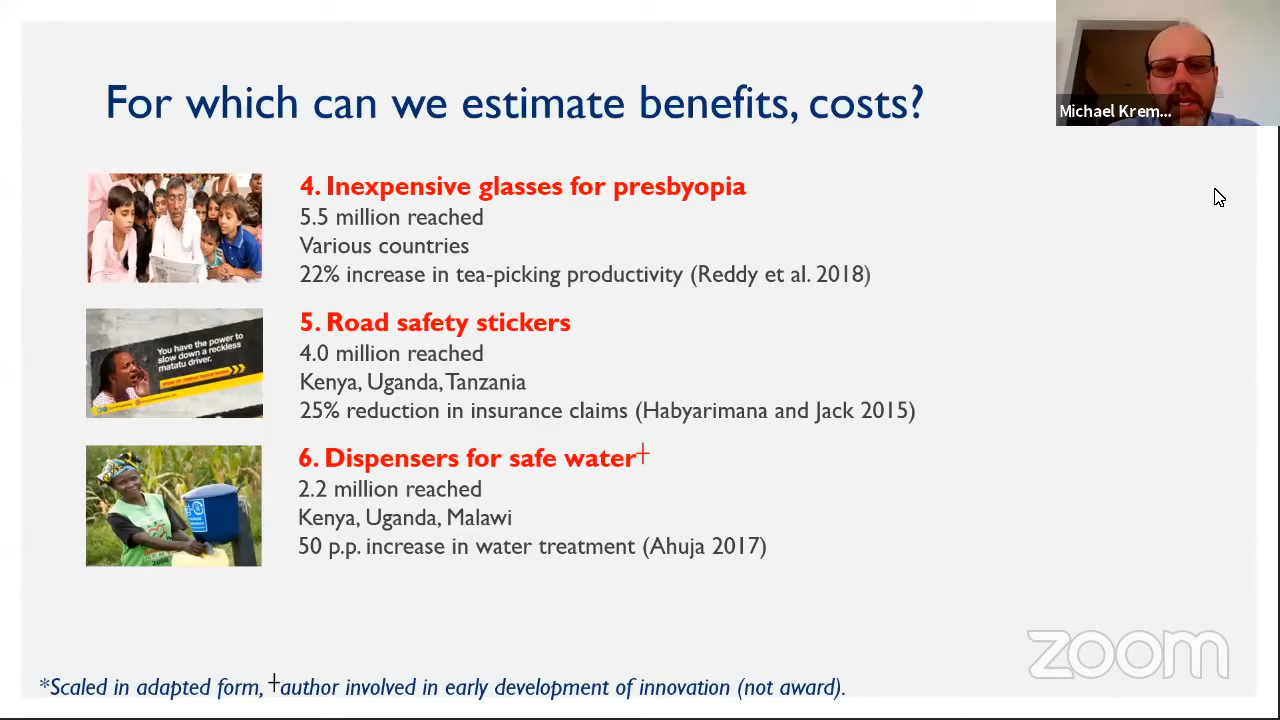 For which can we estimate benefits, costs?
Michael Krem...
4. Inexpensive glasses for presbyopia
5.5 million reached
Various countries
22% increase in tea-picking productivity (Reddy et al. 2018)
You have the power to
slow down a reckless
matatu driver.
5. Road safety stickers
4.0 million reached
Kenya, Uganda, Tanzania
25% reduction in insurance claims (Habyarimana and Jack 2015)
6. Dispensers for safe water†
2.2 million reached
Kenya, Uganda, Malawi
50 p.p. increase in water treatment (Ahuja 2017)
zoom
*Scaled in adapted form, †author involved in early development of innovation (not award).